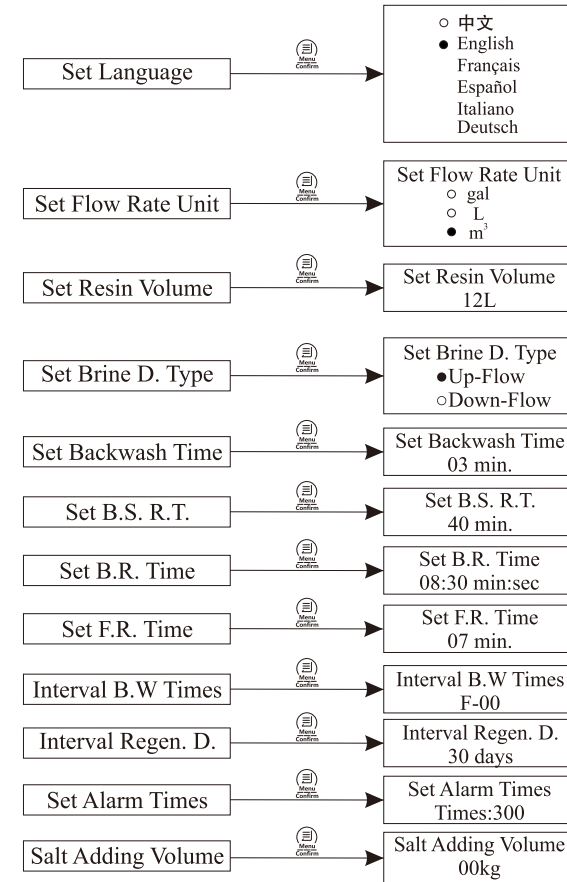 Set Language
Menu
Confirm
中文
English
Français
Español
Italiano
Deutsch
Set Flow Rate Unit
Menu
Confirm
Set Flow Rate Unit
gal
L
m³
Set Resin Volume
Menu
Confirm
Set Resin Volume
12L
Set Brine D. Type
Menu
Confirm
Set Brine D. Type
Up-Flow
Down-Flow
Set Backwash Time
Menu
Confirm
Set Backwash Time
03 min.
Set B.S. R.T.
Menu
Confirm
Set B.S. R.T.
40 min.
Set B.R. Time
Menu
Confirm
Set B.R. Time
08:30 min:sec
Set F.R. Time
Menu
Confirm
Set F.R. Time
07 min.
Interval B.W Times
Menu
Confirm
Interval B.W Times
F-00
Interval Regen. D.
Menu
Confirm
Interval Regen. D.
30 days
Set Alarm Times
Menu
Confirm
Set Alarm Times
Times:300
Salt Adding Volume
Menu
Confirm
Salt Adding Volume
00kg